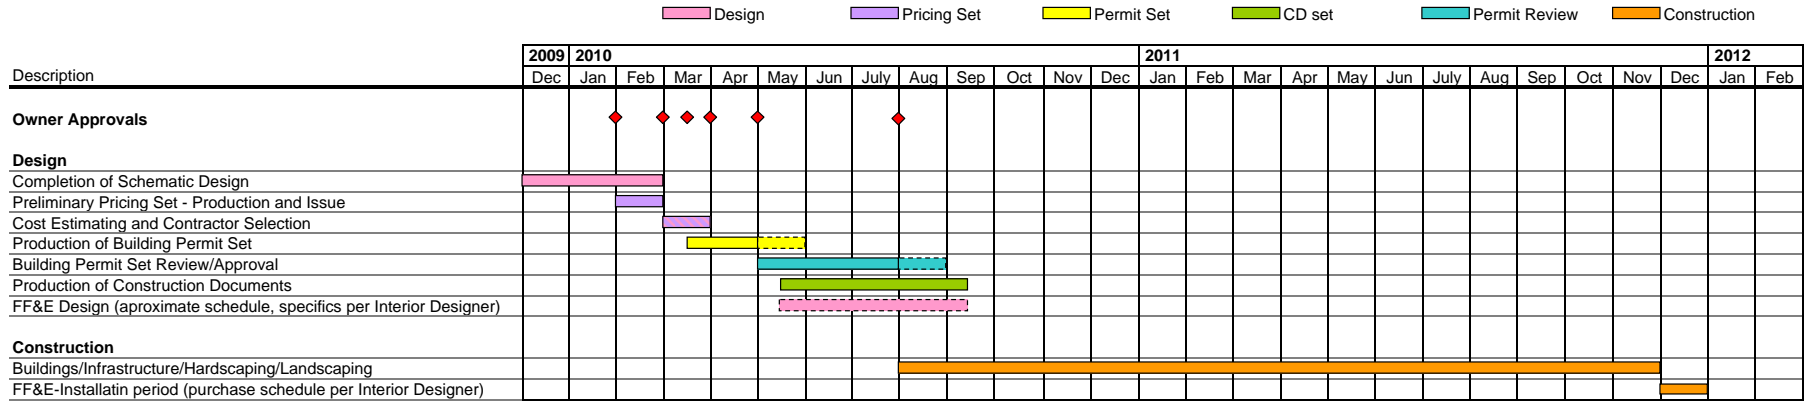 Design Pricing Set Permit Set CD set Permit Review Construction
2009 2010 2011 2012
Description Dec Jan Feb Mar Apr May Jun July Aug Sep Oct Nov Dec Jan Feb Mar Apr May Jun July Aug Sep Oct Nov Dec Jan Feb
Owner Approvals
Design
Completion of Schematic Design
Preliminary Pricing Set - Production and Issue
Cost Estimating and Contractor Selection
Production of Building Permit Set
Building Permit Set Review/Approval
Production of Construction Documents
FF&E Design (aproximate schedule, specifics per Interior Designer)
Construction
Buildings/Infrastructure/Hardscaping/Landscaping
FF&E-Installatin period (purchase schedule per Interior Designer)